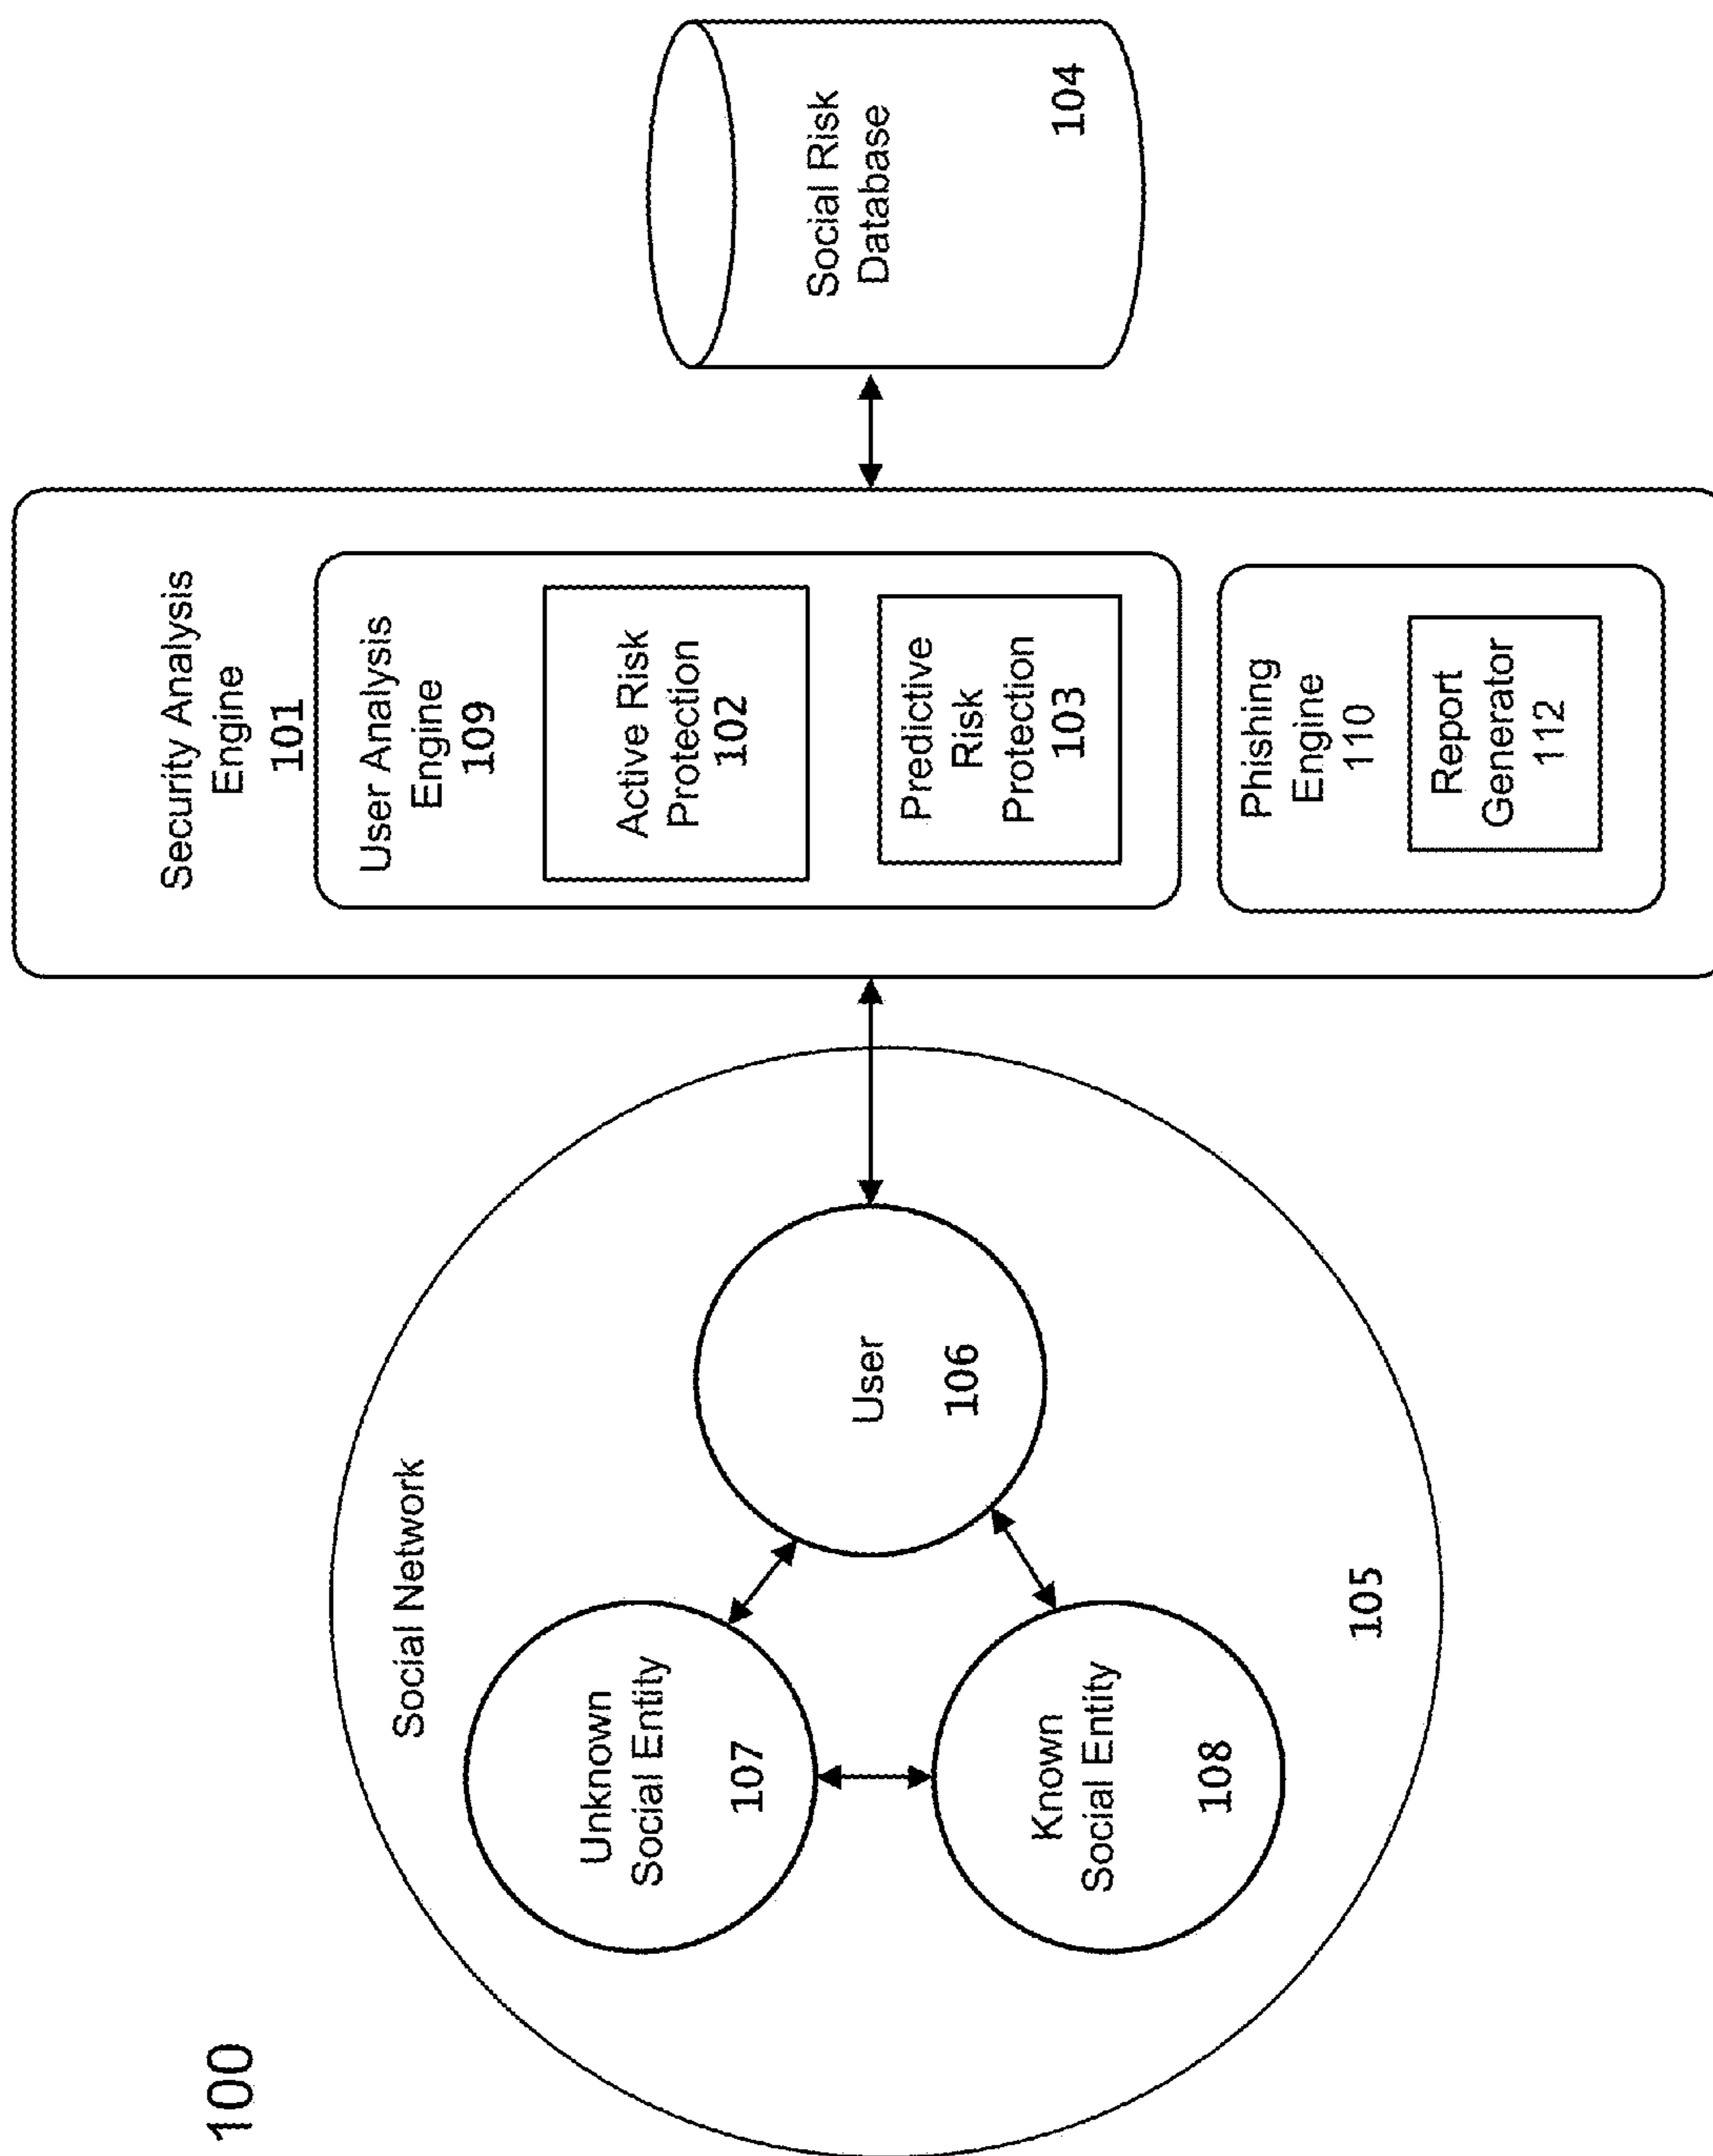 100
Social Network
Unknown
Social Entity
107
Known
Social Entity
108
User
106
105
Security Analysis
Engine
101
User Analysis
Engine
109
Active Risk
Protection
102
Predictive
Risk
Protection
103
Phishing
Engine
110
Report
Generator
112
Social Risk
Database
104